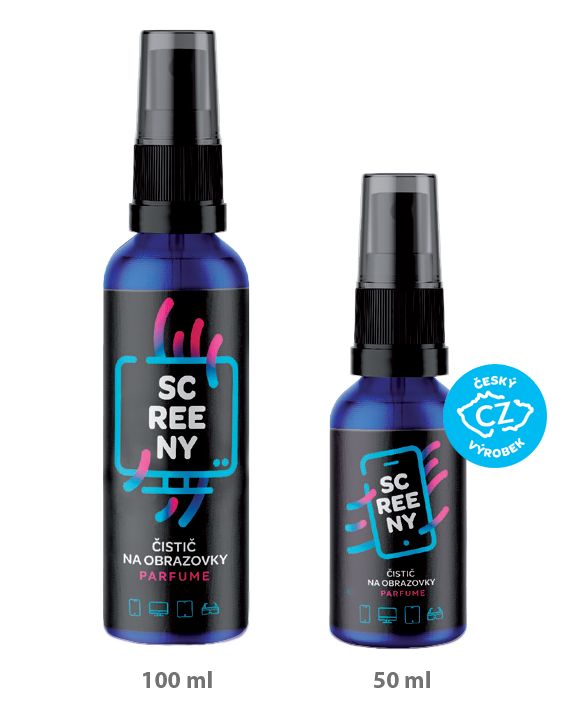 SC
REE
NY
ČISTIČ
NA OBRAZOVKY
PARFUME
100 ml
SC
REE
NY
ČISTIČ
NA OBRAZOVKY
PARFUME
50 ml
ČESKÝ
CZ
VÝROBEK